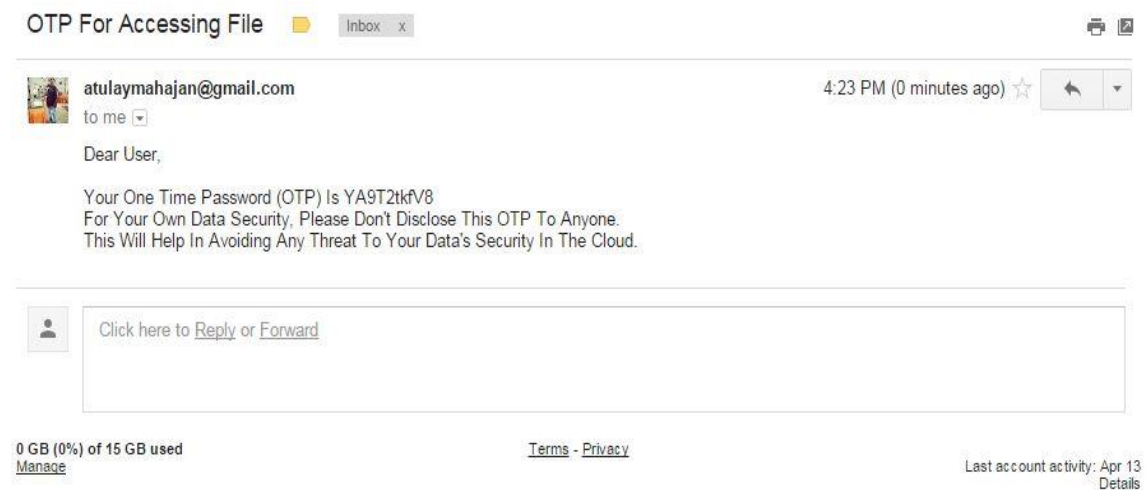 OTP For Accessing File
Inbox x
atulaymahajan@gmail.com
4:23 PM (0 minutes ago)
to me
Dear User,
Your One Time Password (OTP) Is YA9T2tkfV8
For Your Own Data Security, Please Don't Disclose This OTP To Anyone.
This Will Help In Avoiding Any Threat To Your Data's Security In The Cloud.
Click here to Reply or Forward
0 GB (0%) of 15 GB used
Manage
Terms - Privacy
Last account activity: Apr 13
Details